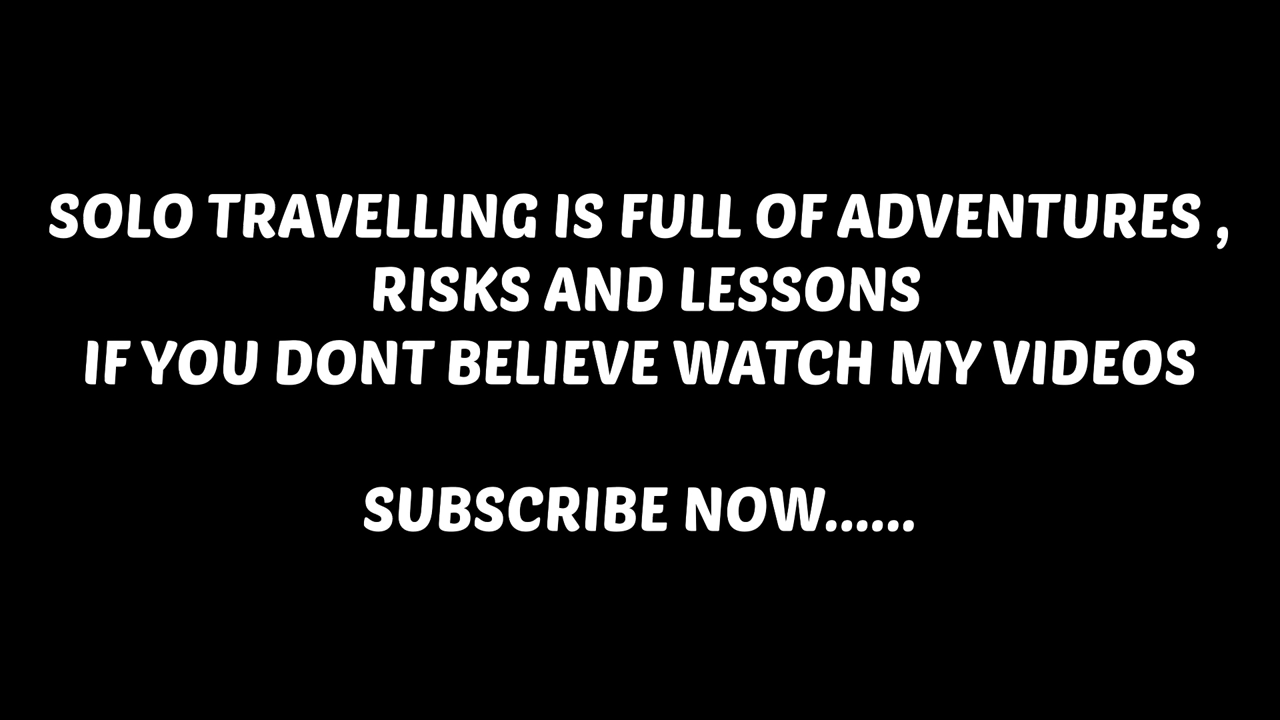 SOLO TRAVELLING IS FULL OF ADVENTURES ,
RISKS AND LESSONS
IF YOU DONT BELIEVE WATCH MY VIDEOS
SUBSCRIBE NOW......